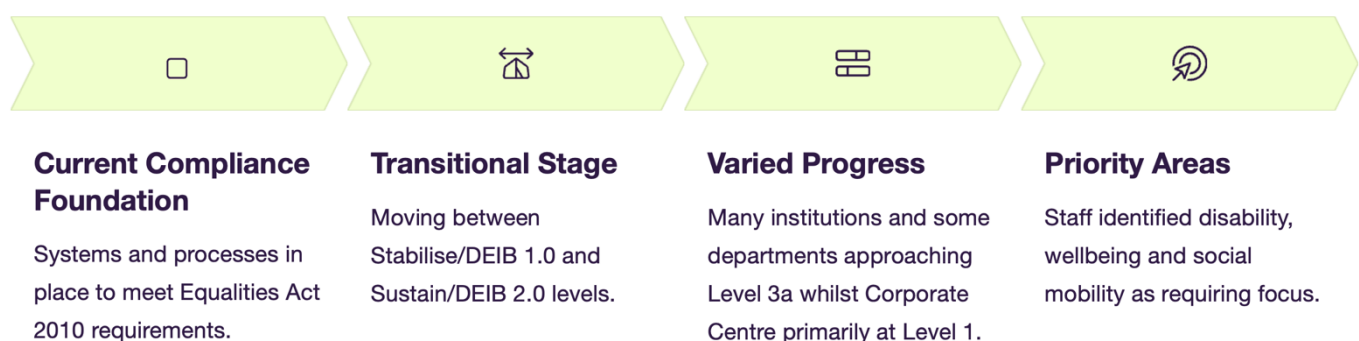 Current Compliance
Foundation
Systems and processes in
place to meet Equalities Act
2010 requirements.
Transitional Stage
Moving between
Stabilise/DEIB 1.0 and
Sustain/DEIB 2.0 levels.
Varied Progress
Many institutions and some
departments approaching
Level 3a whilst Corporate
Centre primarily at Level 1.
Priority Areas
Staff identified disability,
wellbeing and social
mobility as requiring focus.